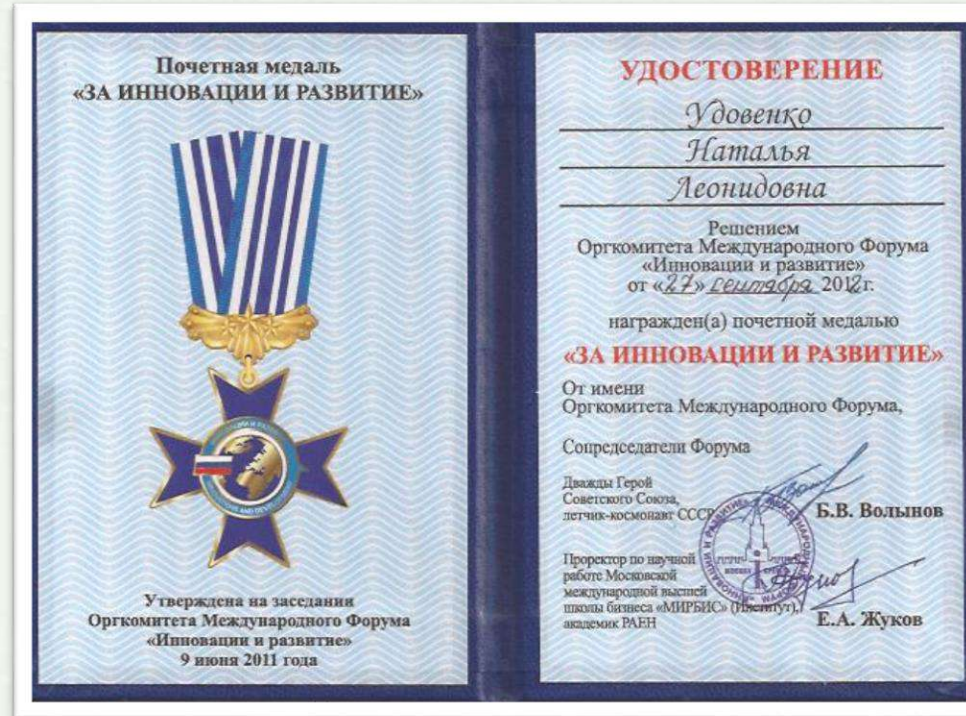 Почетная медаль
«ЗА ИННОВАЦИИ И РАЗВИТИЕ»
Утверждена на заседании
Оргкомитета Международного Форума
«Инновации и развитие»
9 июня 2011 года
УДОСТОВЕРЕНИЕ
Удовенко
Наталья
Леонидовна
Решением
Оргкомитета Международного Форума
«Инновации и развитие»
от «27» сентября 2012 г.
награжден(а) почетной медалью
«ЗА ИННОВАЦИИ И РАЗВИТИЕ»
От имени
Оргкомитета Международного Форума,
Сопредседатели Форума
Дважды Герой
Советского Союза,
летчик-космонавт СССР
Б.В. Волынов
Проректор по научной
работе Московской
международной высшей
школы бизнеса «МИРБИС» (Институт),
академик РАЕН
Е.А. Жуков